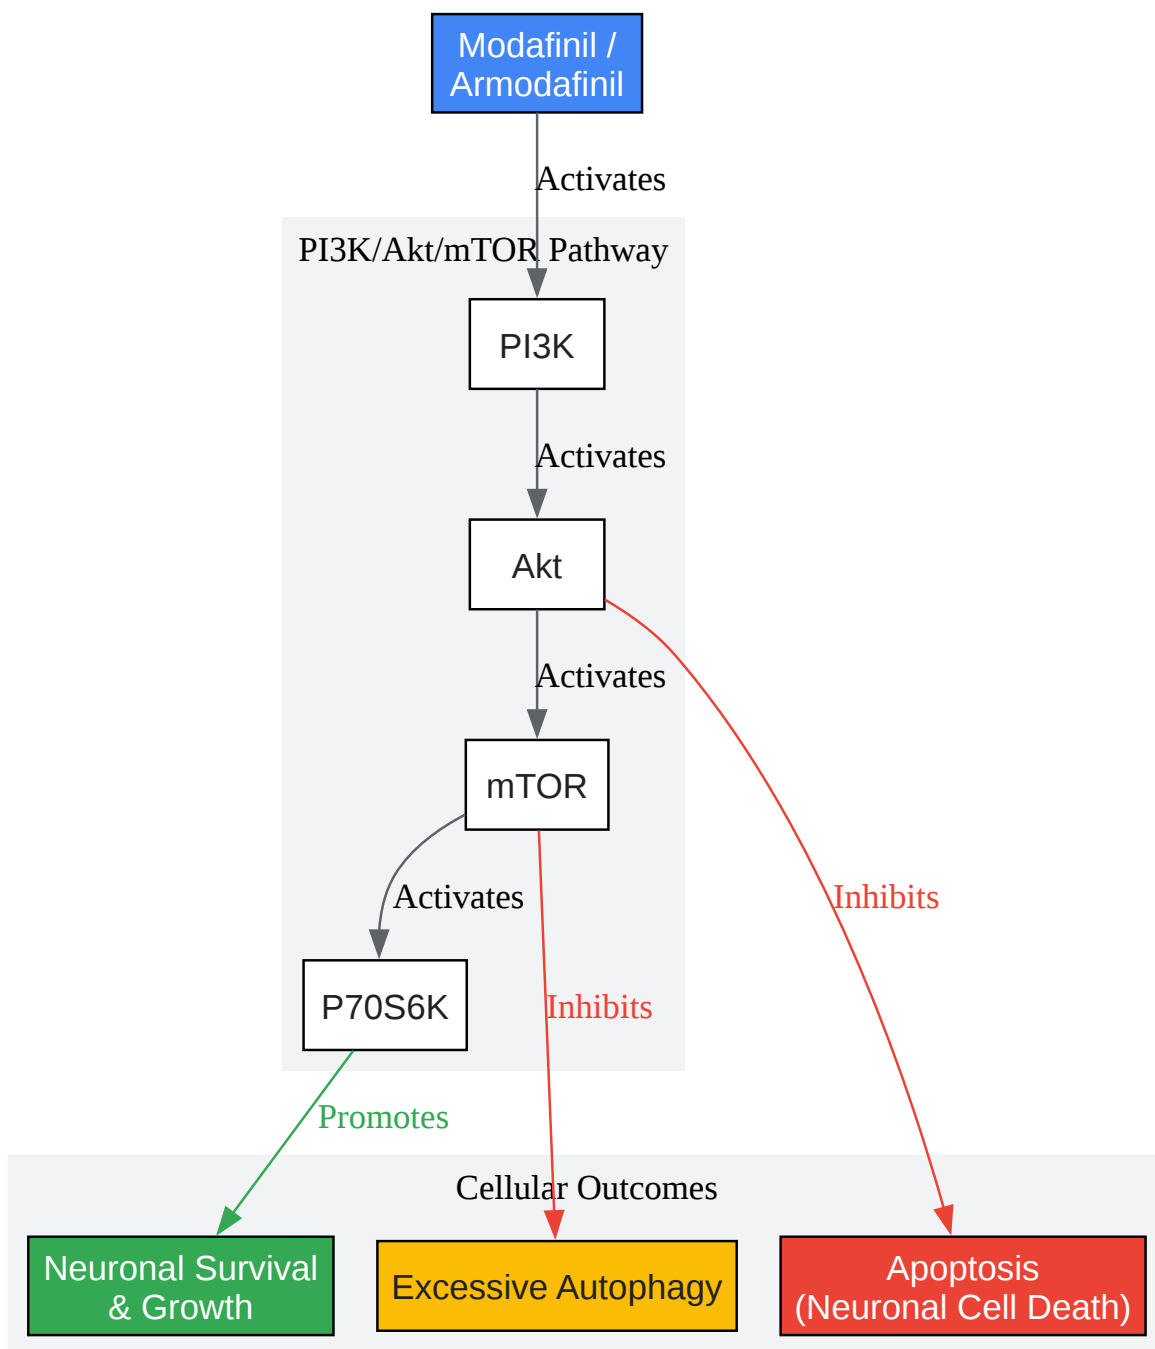 Modafinil /
Armodafinil
Activates
PI3K/Akt/mTOR Pathway
PI3K
Activates
Akt
Activates
mTOR
Activates
Inhibits
P70S6K
Inhibits
Promotes
Cellular Outcomes
Neuronal Survival
& Growth
Excessive Autophagy
Apoptosis
(Neuronal Cell Death)